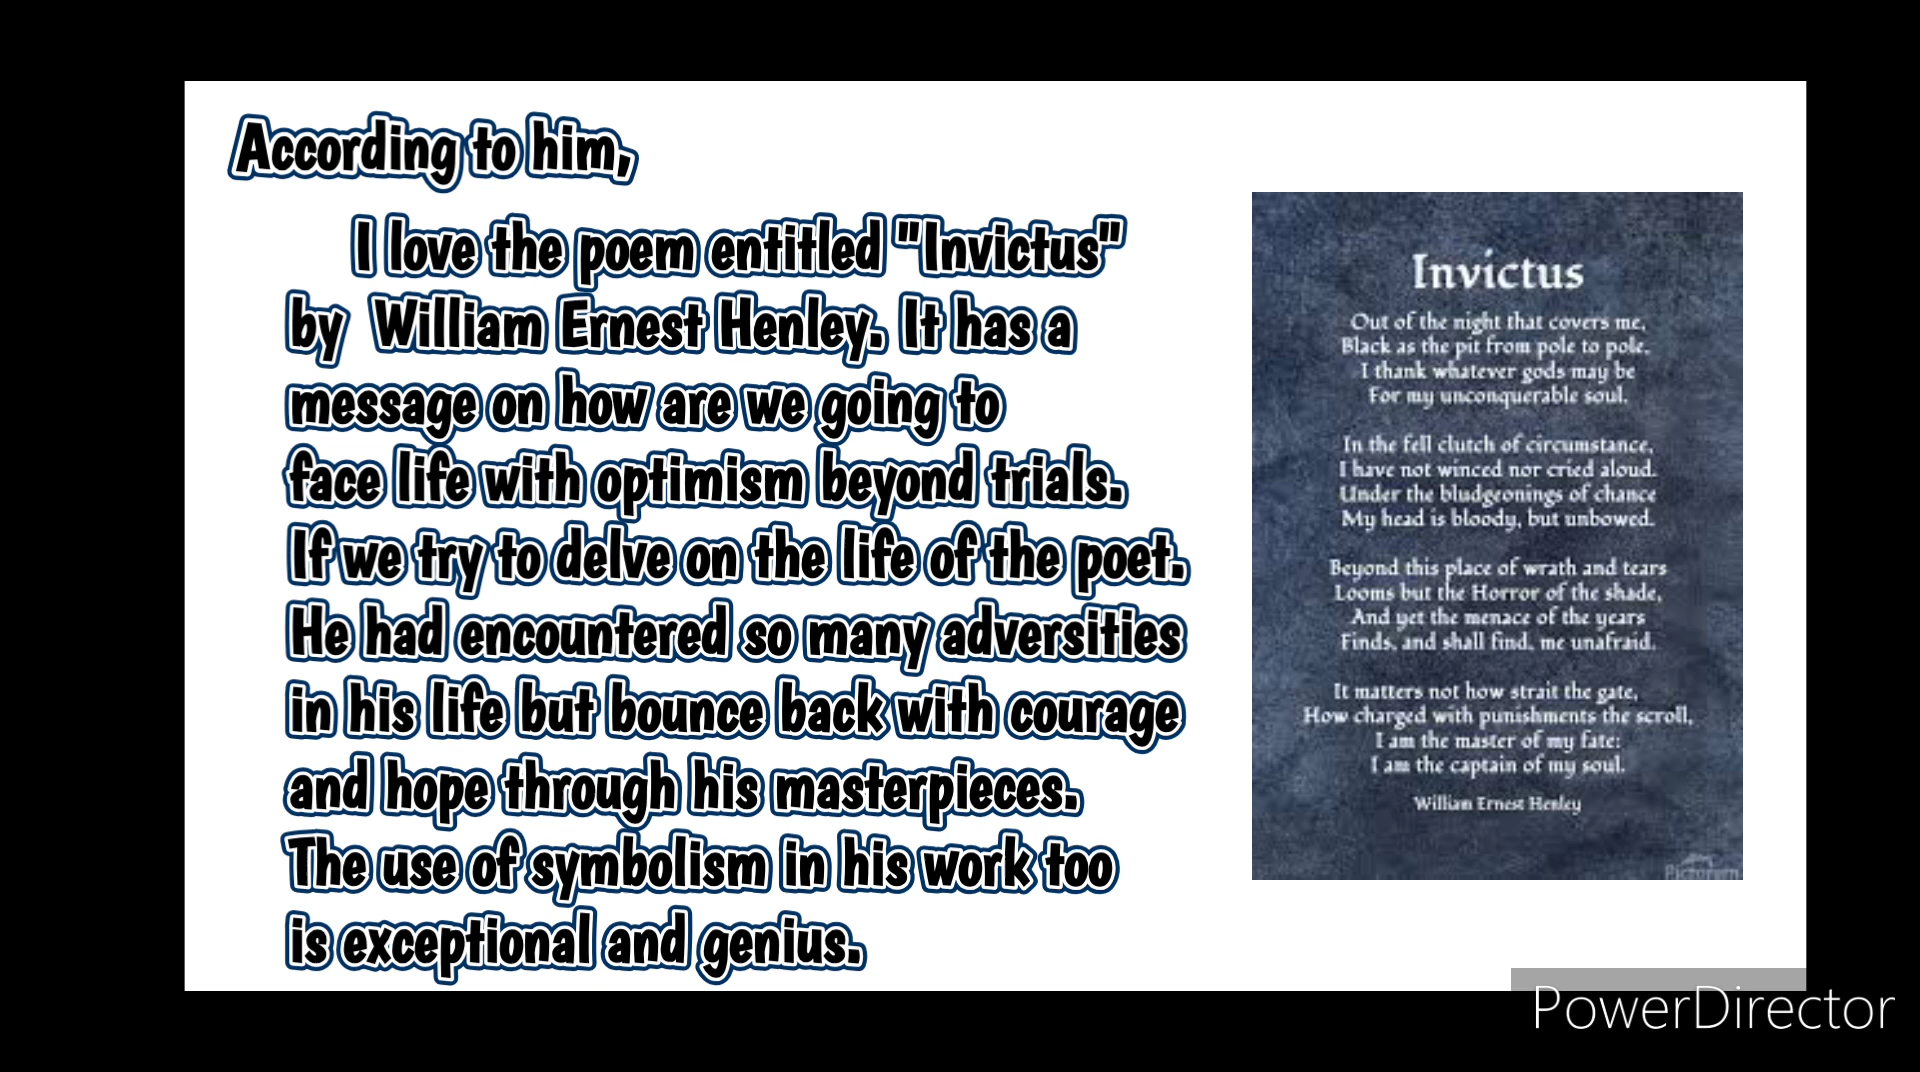 According to him,
I love the poem entitled "Invictus"
by William Ernest Henley. It has a
message on how are we going to
face life with optimism beyond trials.
If we try to delve on the life of the poet.
He had encountered so many adversities
in his life but bounce back with courage
and hope through his masterpieces.
The use of symbolism in his work too
is exceptional and genius.
Invictus
Out of the night that covers me,
Black as the pit from pole to pole,
I thank whatever gods may be
For my unconquerable soul.
In the fell clutch of circumstance,
I have not winced nor cried aloud.
Under the bludgeonings of chance
My head is bloody, but unbowed.
Beyond this place of wrath and tears
Looms but the Horror of the shade,
And yet the menace of the years
Finds, and shall find, me unafraid.
It matters not how strait the gate,
How charged with punishments the scroll,
I am the master of my fate:
I am the captain of my soul.
William Ernest Henley
PowerDirector